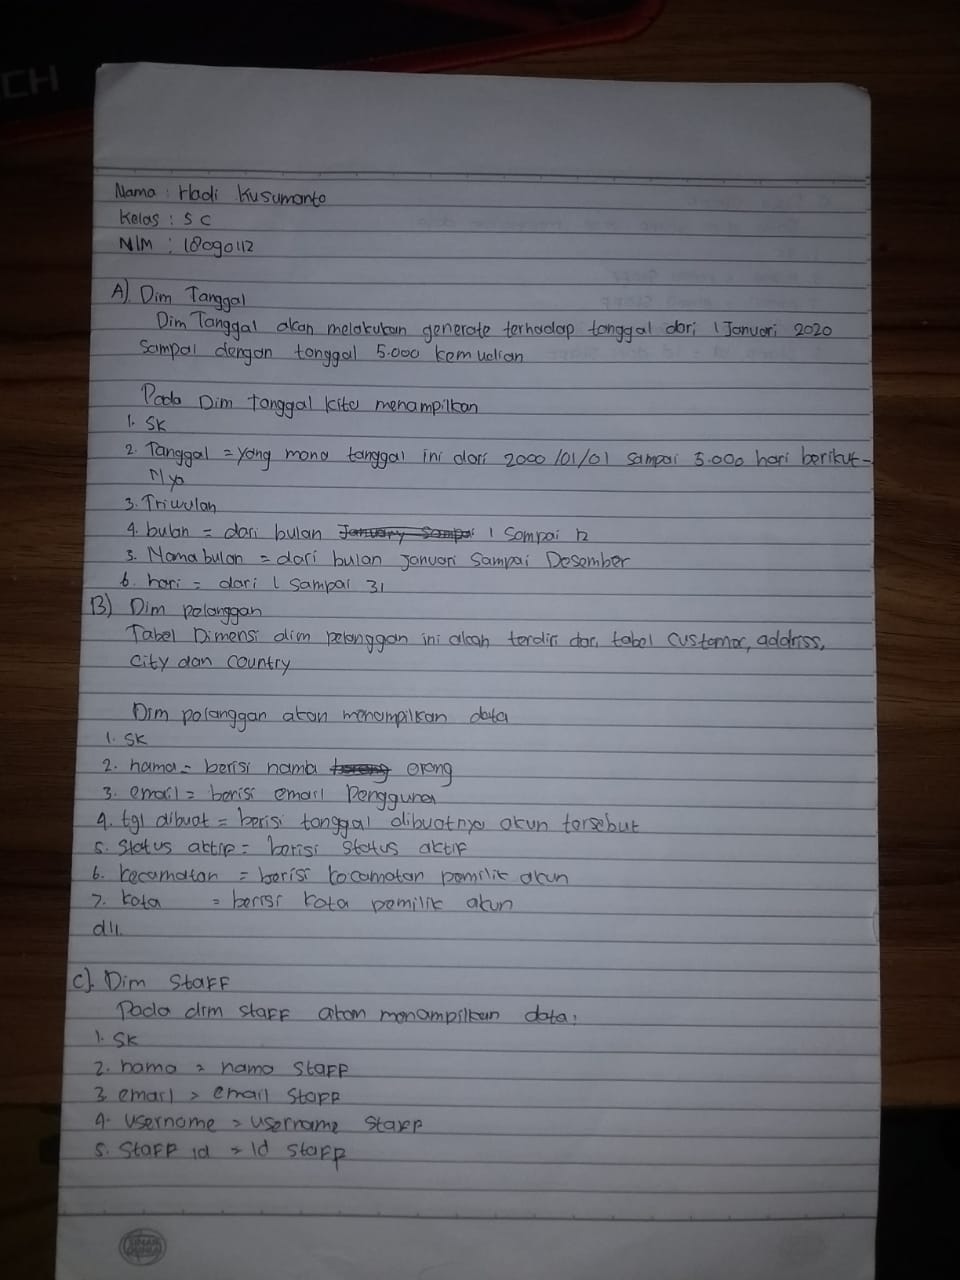 CH
Nama : Hadi Kusumanto
Kelas : 5 C
NIM : 18090112
A). Dim Tanggal
Dim Tanggal akan melakukan generate terhadap tanggal dari 1 Januari 2020
Sampai dengan tanggal 5.000 kemudian
Pada Dim tanggal kita menampilkan
1. SK
2. Tanggal = yang mana tanggal ini dari 2000/01/01 sampai 5.000 hari berikut-
nya
3. Triwulan
4. bulan = dari bulan January Sampai 1 Sampai 12
5. Nama bulan = dari bulan januari Sampai Desember
6. hari = dari 1 sampai 31
B) Dim pelanggan
Tabel Dimensi dim pelanggan ini akan terdiri dari tabel customer, address,
City dan country
Dim pelanggan akan menampilkan data
1. SK
2. nama = berisi nama orang
3. email = berisi email Pengguna
4. tgl dibuat = berisi tanggal dibuatnya akun tersebut
5. status aktif = berisi status aktif
6. kecamatan = berisi kecamatan pemilik akun
7. kota = berisi kota pemilik akun
dll.
C). Dim Staff
Pada dim staff akan menampilkan data :
1. SK
2. nama = nama staff
3. email = email staff
4. username = username staff
5. Staff id = id staff
SINAR DUNIA